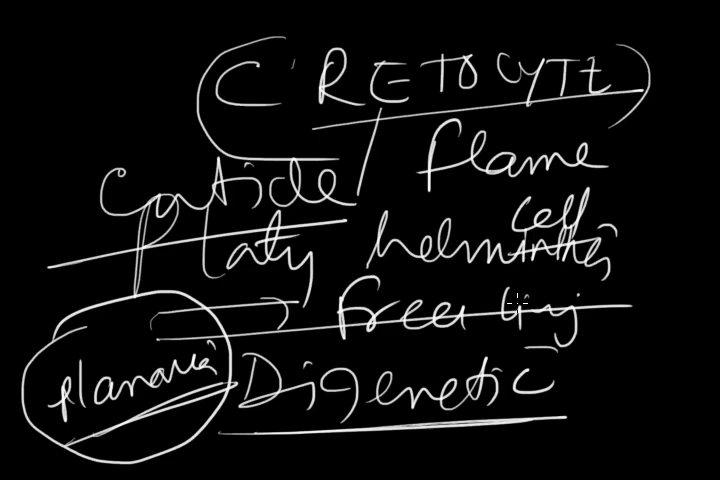 C'RETOCYTE
flame
Cuticle
cell
Platy helminthes
Free living
planaria
Digenetic